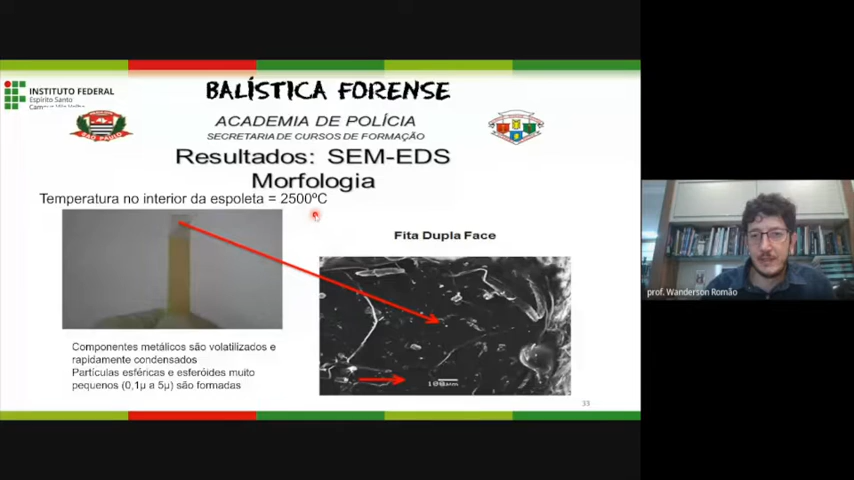 INSTITUTO FEDERAL
Espírito Santo
BALÍSTICA FORENSE
ACADEMIA DE POLÍCIA
SECRETARIA DE CURSOS DE FORMAÇÃO
SÃO PAULO
Resultados: SEM-EDS
Morfologia
Temperatura no interior da espoleta = 2500ºC
Fita Dupla Face
Componentes metálicos são volatilizados e
rapidamente condensados
Partículas esféricas e esferóides muito
pequenos (0,1µ a 5µ) são formadas
33
prof. Wanderson Romão